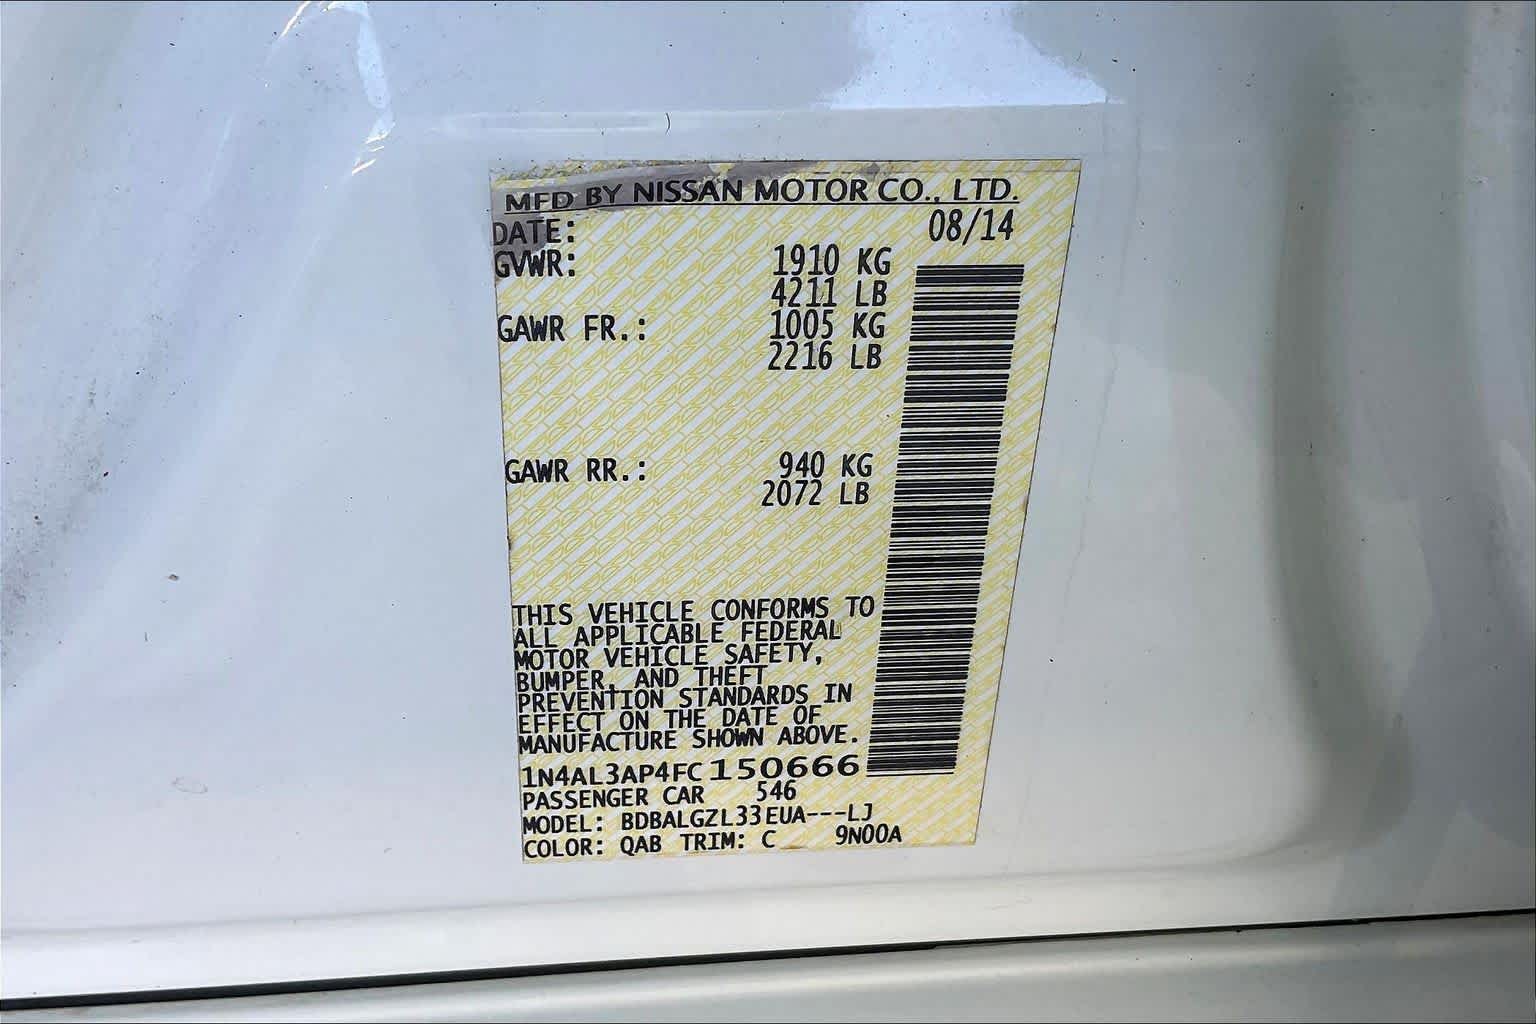 MFD BY NISSAN MOTOR CO., LTD.
DATE: 08/14
GVWR: 1910 KG
4211 LB
GAWR FR.: 1005 KG
2216 LB
GAWR RR.: 940 KG
2072 LB
THIS VEHICLE CONFORMS TO
ALL APPLICABLE FEDERAL
MOTOR VEHICLE SAFETY,
BUMPER, AND THEFT
PREVENTION STANDARDS IN
EFFECT ON THE DATE OF
MANUFACTURE SHOWN ABOVE.
1N4AL3AP4FC150666
PASSENGER CAR 546
MODEL: BDBALGZL33EUA---LJ
COLOR: QAB TRIM: C 9N00A